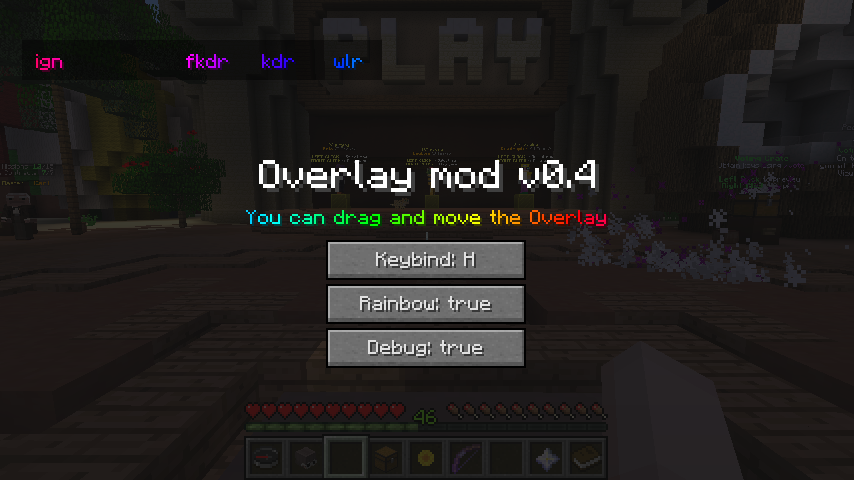 PLAY
ign fkdr kdr wlr
Overlay mod v0.4
You can drag and move the Overlay
Keybind: H
Rainbow: true
Debug: true
46